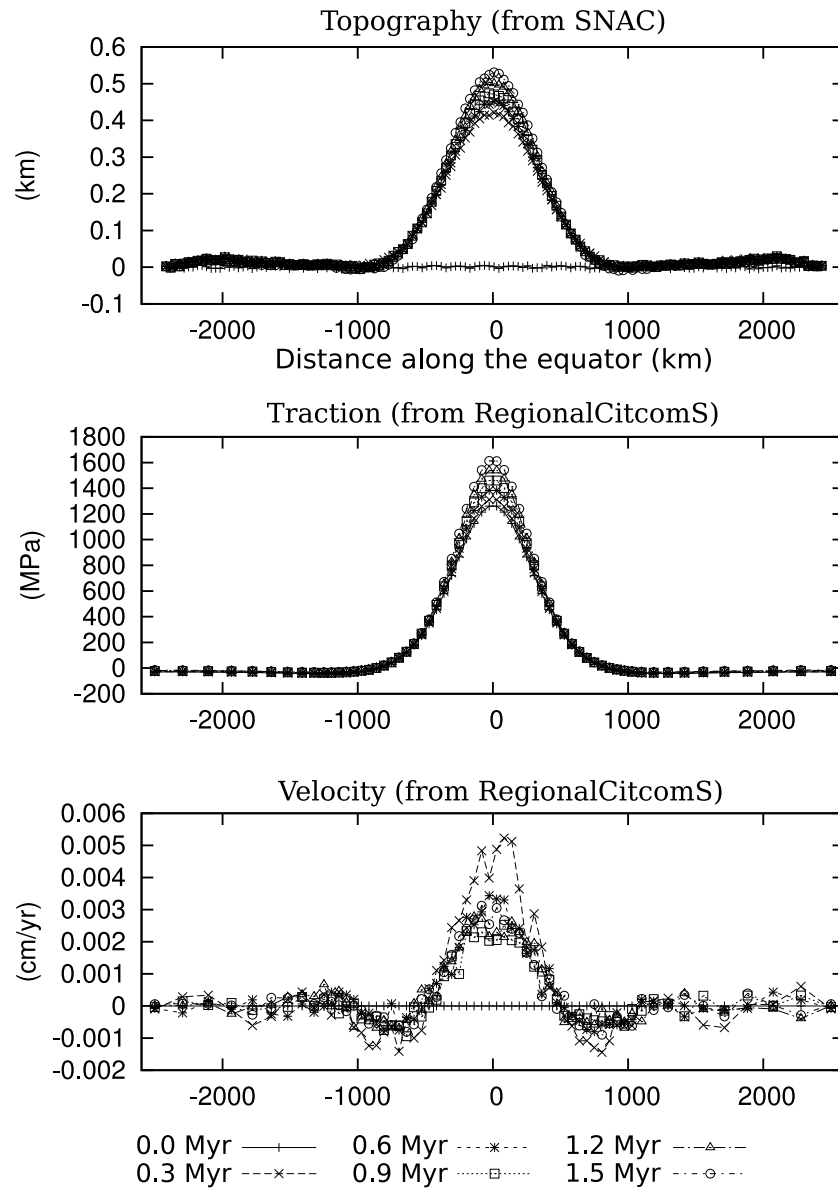 Topography (from SNAC)
0.6
0.5
0.4
0.3
0.2
0.1
0
-0.1
(km)
-2000 -1000 0 1000 2000
Distance along the equator (km)
Traction (from RegionalCitcomS)
1800
1600
1400
1200
1000
800
600
400
200
0
-200
(MPa)
-2000 -1000 0 1000 2000
Velocity (from RegionalCitcomS)
0.006
0.005
0.004
0.003
0.002
0.001
0
-0.001
-0.002
(cm/yr)
-2000 -1000 0 1000 2000
0.0 Myr 0.6 Myr 1.2 Myr
0.3 Myr 0.9 Myr 1.5 Myr